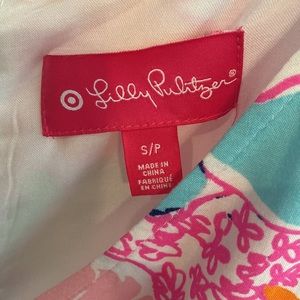 Lilly Pulitzer®
S/P
MADE IN
CHINA
FABRIQUÉ
EN CHINE